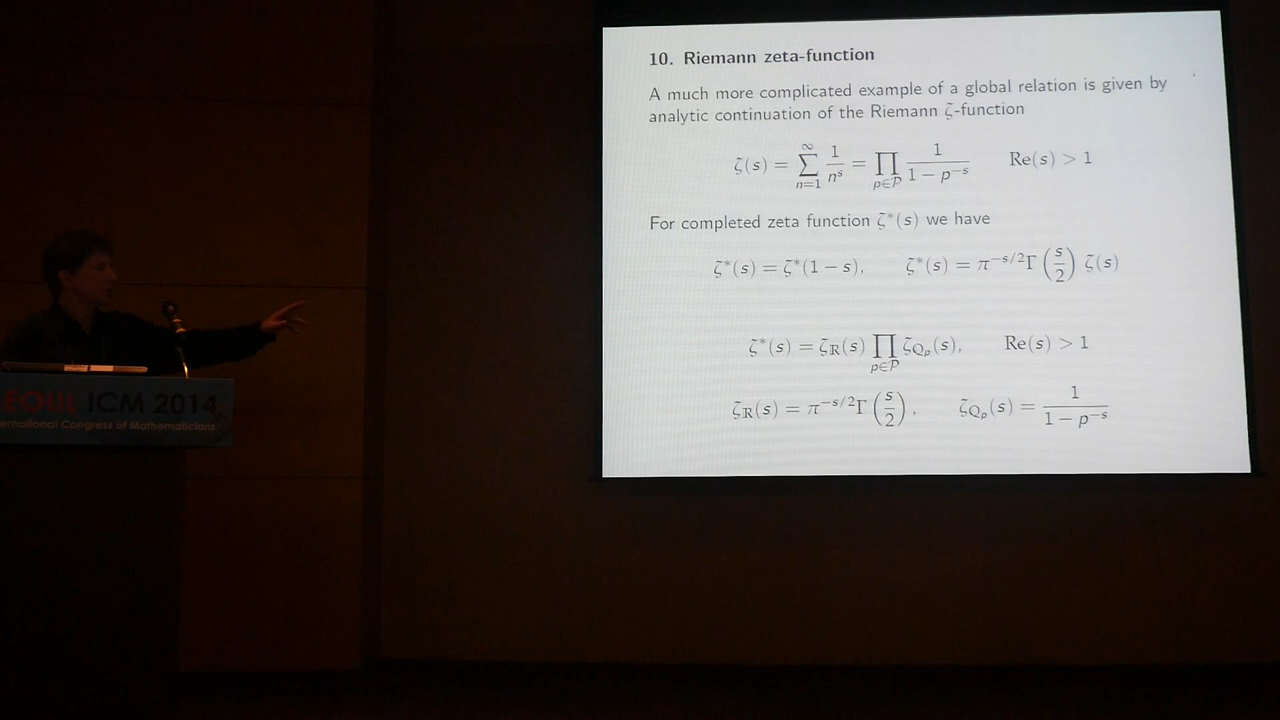 10. Riemann zeta-function
A much more complicated example of a global relation is given by
analytic continuation of the Riemann ζ-function
ζ(s) = ∑_{n=1}^{∞} 1/n^s = ∏_{p∈P} 1/(1 − p^{−s})   Re(s) > 1
For completed zeta function ζ*(s) we have
ζ*(s) = ζ*(1 − s),   ζ*(s) = π^{−s/2}Γ(s/2) ζ(s)
ζ*(s) = ζ_ℝ(s) ∏_{p∈P} ζ_{ℚ_p}(s),   Re(s) > 1
ζ_ℝ(s) = π^{−s/2}Γ(s/2),   ζ_{ℚ_p}(s) = 1/(1 − p^{−s})
EOUL ICM 2014
ernational Congress of Mathematicians